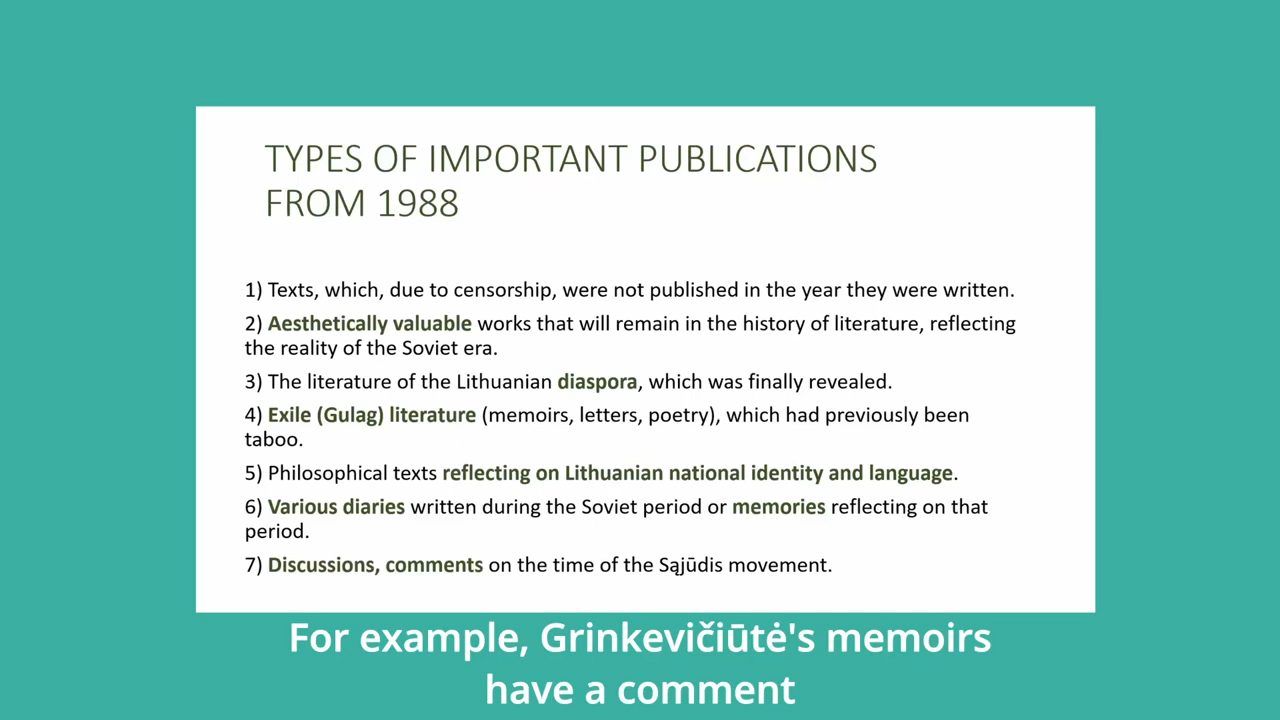 TYPES OF IMPORTANT PUBLICATIONS
FROM 1988
1) Texts, which, due to censorship, were not published in the year they were written.
2) Aesthetically valuable works that will remain in the history of literature, reflecting
the reality of the Soviet era.
3) The literature of the Lithuanian diaspora, which was finally revealed.
4) Exile (Gulag) literature (memoirs, letters, poetry), which had previously been
taboo.
5) Philosophical texts reflecting on Lithuanian national identity and language.
6) Various diaries written during the Soviet period or memories reflecting on that
period.
7) Discussions, comments on the time of the Sąjūdis movement.
For example, Grinkevičiūtė's memoirs
have a comment